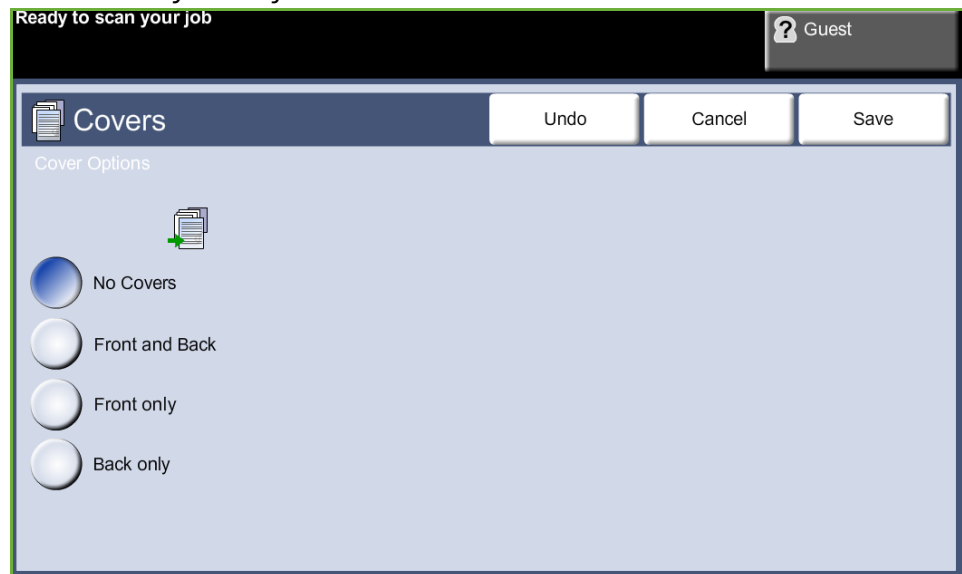 Ready to scan your job
? Guest
Covers
Undo
Cancel
Save
Cover Options
No Covers
Front and Back
Front only
Back only